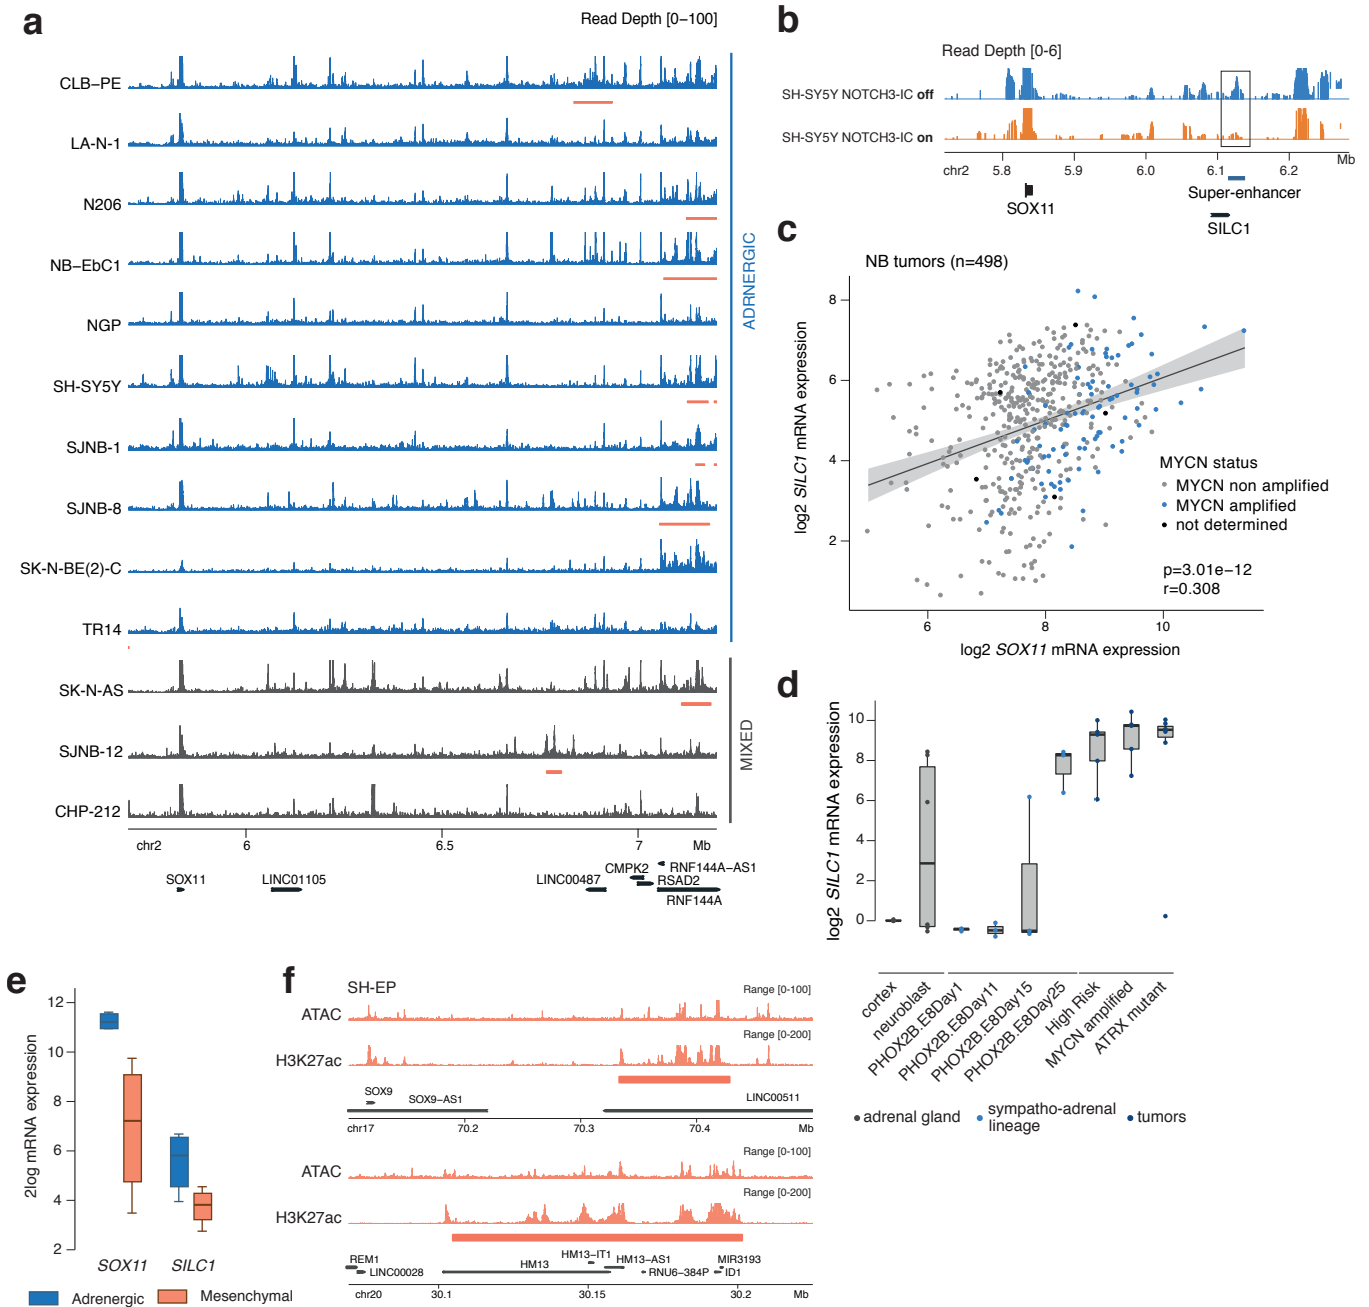 a
Read Depth [0–100]
CLB–PE
LA-N-1
N206
NB–EbC1
NGP
SH-SY5Y
SJNB-1
SJNB-8
SK-N-BE(2)-C
TR14
SK-N-AS
SJNB-12
CHP-212
ADRNERGIC
MIXED
chr2 6 6.5 7 Mb
SOX11
LINC01105
LINC00487
CMPK2
RNF144A–AS1
RSAD2
RNF144A
b
Read Depth [0-6]
SH-SY5Y NOTCH3-IC off
SH-SY5Y NOTCH3-IC on
chr2 5.8 5.9 6.0 6.1 6.2 Mb
SOX11
Super-enhancer
SILC1
c
NB tumors (n=498)
log2 SILC1 mRNA expression
8
6
4
2
MYCN status
MYCN non amplified
MYCN amplified
not determined
p=3.01e−12
r=0.308
6 8 10
log2 SOX11 mRNA expression
d
log2 SILC1 mRNA expression
10
8
6
4
2
0
cortex
neuroblast
PHOX2B.E8Day1
PHOX2B.E8Day11
PHOX2B.E8Day15
PHOX2B.E8Day25
High Risk
MYCN amplified
ATRX mutant
adrenal gland
sympatho-adrenal
lineage
tumors
e
2log mRNA expression
12
10
8
6
4
2
SOX11 SILC1
Adrenergic Mesenchymal
f
SH-EP
Range [0-100]
ATAC
Range [0-200]
H3K27ac
SOX9
SOX9−AS1
LINC00511
chr17 70.2 70.3 70.4 Mb
Range [0-100]
ATAC
Range [0-200]
H3K27ac
REM1
LINC00028
HM13
HM13−IT1
HM13−AS1
RNU6−384P
MIR3193
ID1
chr20 30.1 30.15 30.2 Mb